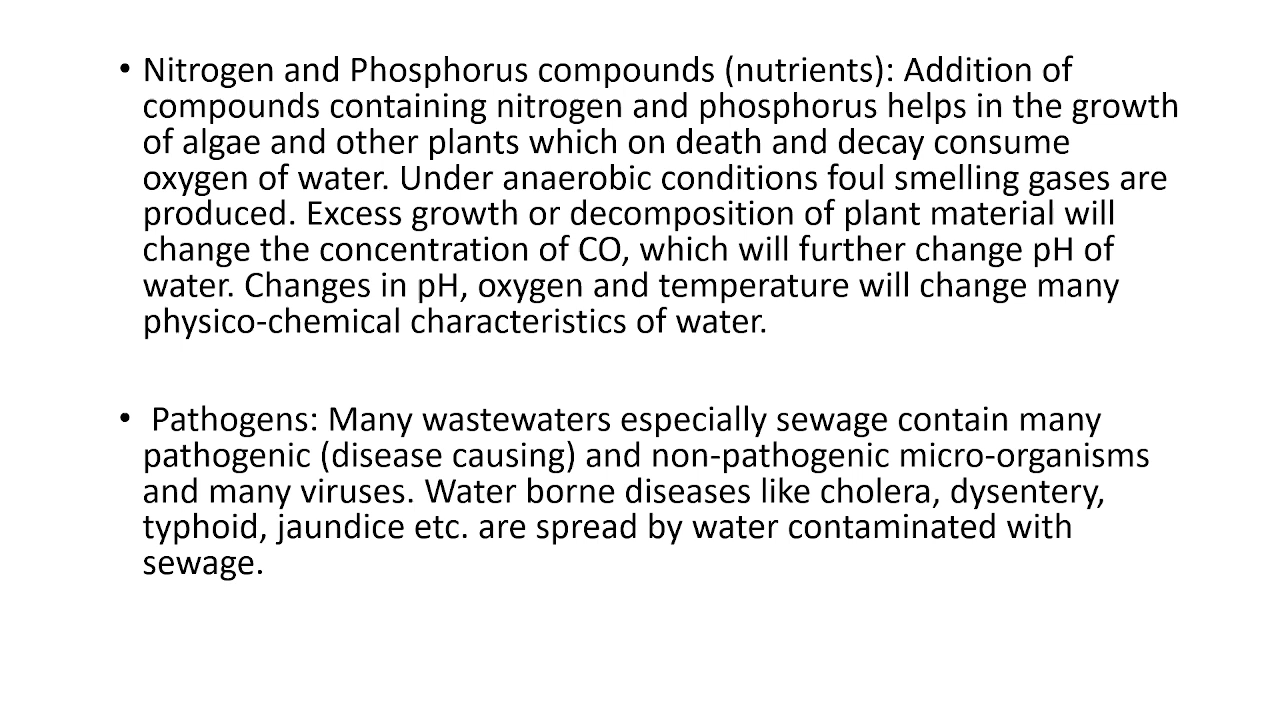 • Nitrogen and Phosphorus compounds (nutrients): Addition of
compounds containing nitrogen and phosphorus helps in the growth
of algae and other plants which on death and decay consume
oxygen of water. Under anaerobic conditions foul smelling gases are
produced. Excess growth or decomposition of plant material will
change the concentration of CO, which will further change pH of
water. Changes in pH, oxygen and temperature will change many
physico-chemical characteristics of water.
• Pathogens: Many wastewaters especially sewage contain many
pathogenic (disease causing) and non-pathogenic micro-organisms
and many viruses. Water borne diseases like cholera, dysentery,
typhoid, jaundice etc. are spread by water contaminated with
sewage.